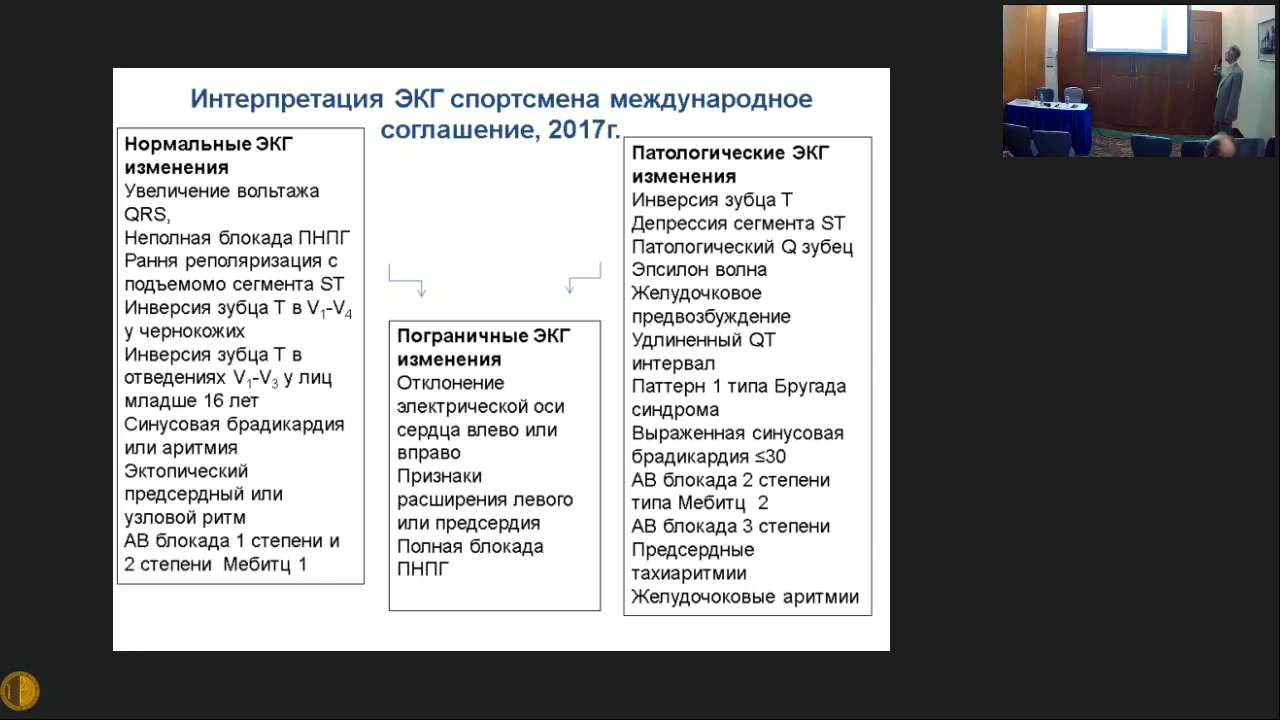 Интерпретация ЭКГ спортсмена международное
соглашение, 2017г.
Нормальные ЭКГ
изменения
Увеличение вольтажа
QRS,
Неполная блокада ПНПГ
Рання реполяризация с
подъемомо сегмента ST
Инверсия зубца Т в V1-V4
у чернокожих
Инверсия зубца Т в
отведениях V1-V3 у лиц
младше 16 лет
Синусовая брадикардия
или аритмия
Эктопический
предсердный или
узловой ритм
АВ блокада 1 степени и
2 степени Мебитц 1
Пограничные ЭКГ
изменения
Отклонение
электрической оси
сердца влево или
вправо
Признаки
расширения левого
или предсердия
Полная блокада
ПНПГ
Патологические ЭКГ
изменения
Инверсия зубца Т
Депрессия сегмента ST
Патологический Q зубец
Эпсилон волна
Желудочковое
предвозбуждение
Удлиненный QT
интервал
Паттерн 1 типа Бругада
синдрома
Выраженная синусовая
брадикардия ≤30
АВ блокада 2 степени
типа Мебитц 2
АВ блокада 3 степени
Предсердные
тахиаритмии
Желудочоковые аритмии